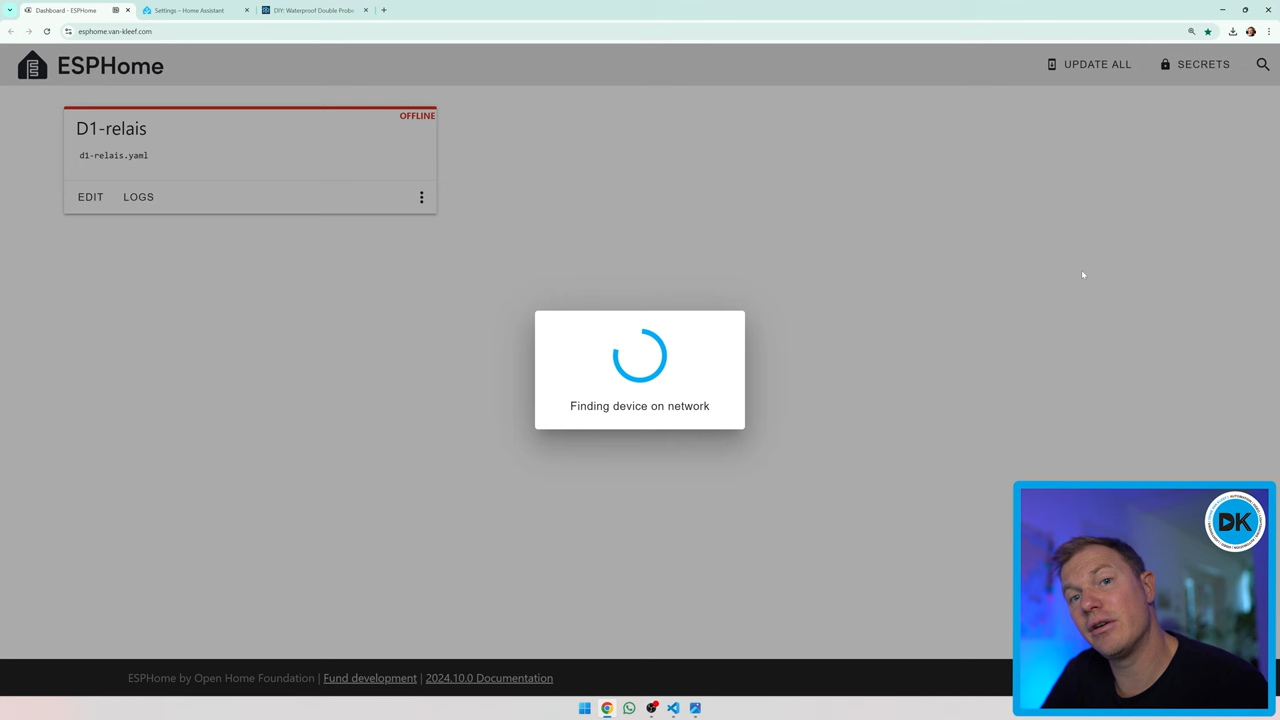 Dashboard - ESPHome
Settings – Home Assistant
DIY: Waterproof Double Probe
esphome.van-kleef.com
ESPHome
UPDATE ALL
SECRETS
OFFLINE
D1-relais
d1-relais.yaml
EDIT
LOGS
Finding device on network
DK
ESPHome by Open Home Foundation | Fund development | 2024.10.0 Documentation